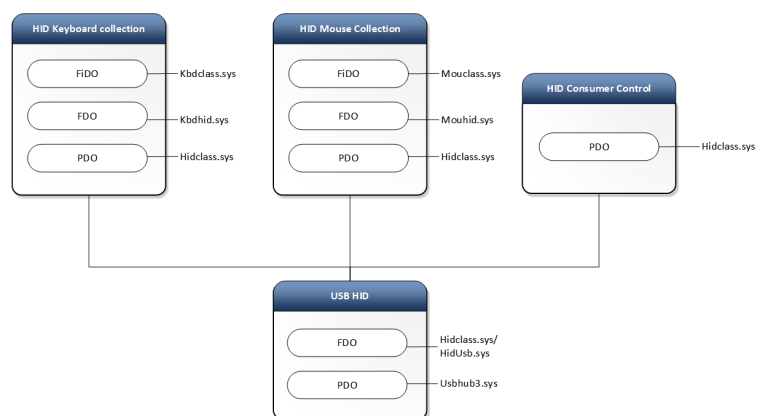 HID Keyboard collection
FiDO
Kbdclass.sys
FDO
Kbdhid.sys
PDO
Hidclass.sys
HID Mouse Collection
FiDO
Mouclass.sys
FDO
Mouhid.sys
PDO
Hidclass.sys
HID Consumer Control
PDO
Hidclass.sys
USB HID
FDO
Hidclass.sys/
HidUsb.sys
PDO
Usbhub3.sys